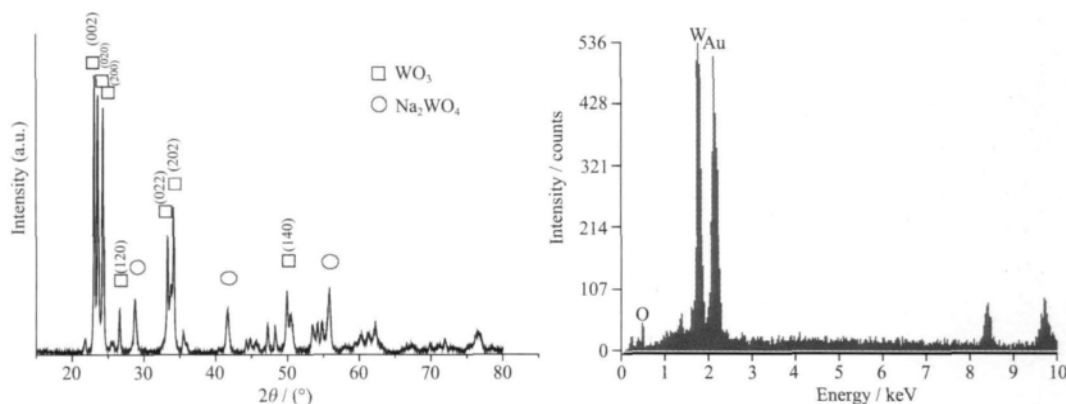 (002)
(020)
(200)
□ WO₃
○ Na₂WO₄
(022)
(202)
(120)
(140)
Intensity (a.u.)
20 30 40 50 60 70 80
2θ / (°)
W
Au
536
428
321
214
107
0
O
Intensity / counts
0 1 2 3 4 5 6 7 8 9 10
Energy / keV